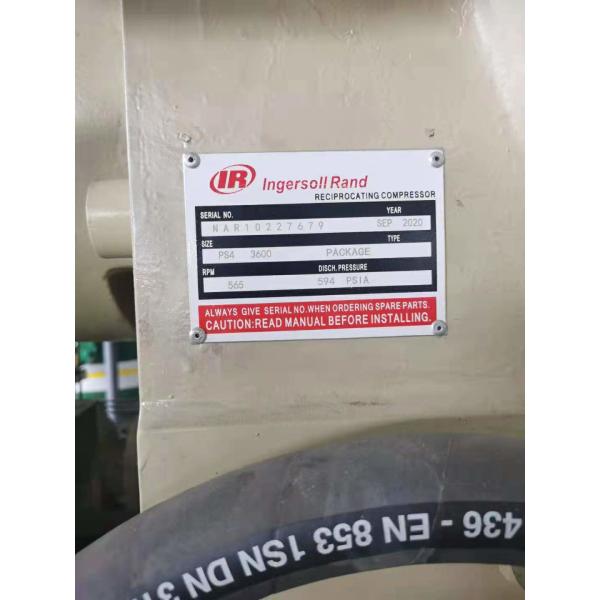 IR Ingersoll Rand
RECIPROCATING COMPRESSOR
SERIAL NO. YEAR
NAR10227679 SEP 2020
SIZE TYPE
PS4 3600 PACKAGE
RPM DISCH. PRESSURE
565 594 PSIA
ALWAYS GIVE SERIAL NO. WHEN ORDERING SPARE PARTS.
CAUTION:READ MANUAL BEFORE INSTALLING.
436 - EN 853 1SN DN